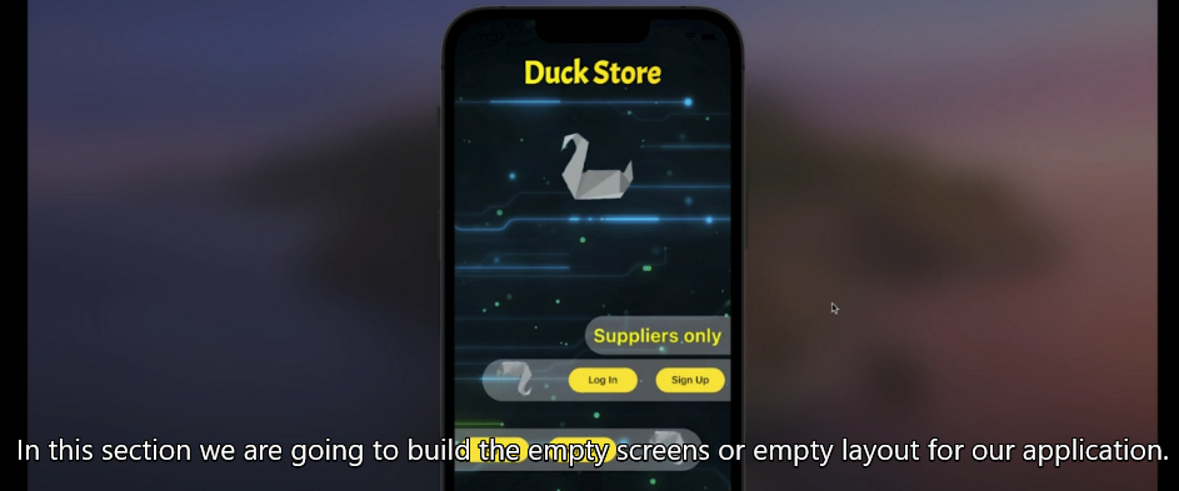 Duck Store
Suppliers only
Log In
Sign Up
In this section we are going to build the empty screens or empty layout for our application.